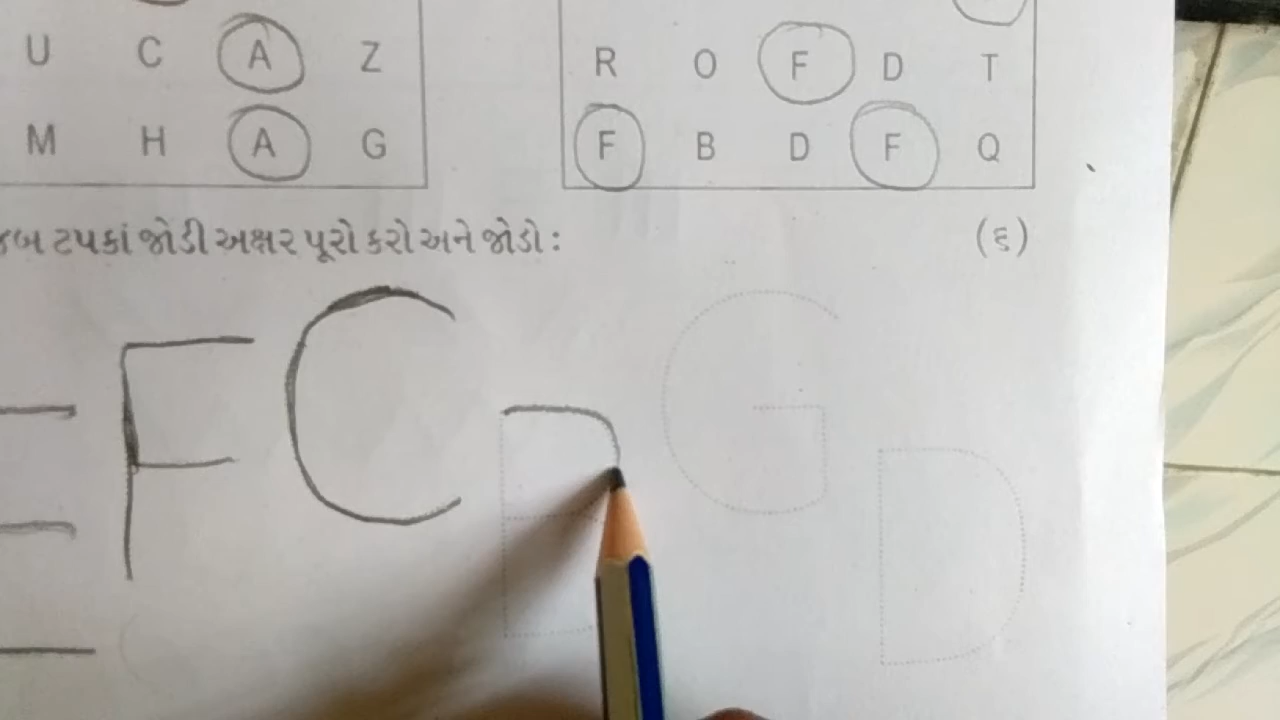 U C A Z
M H A G
R O F D T
F B D F Q
ટપકાં જોડી અક્ષર પૂરો કરો અને જોડો : (૬)
E F C B G D